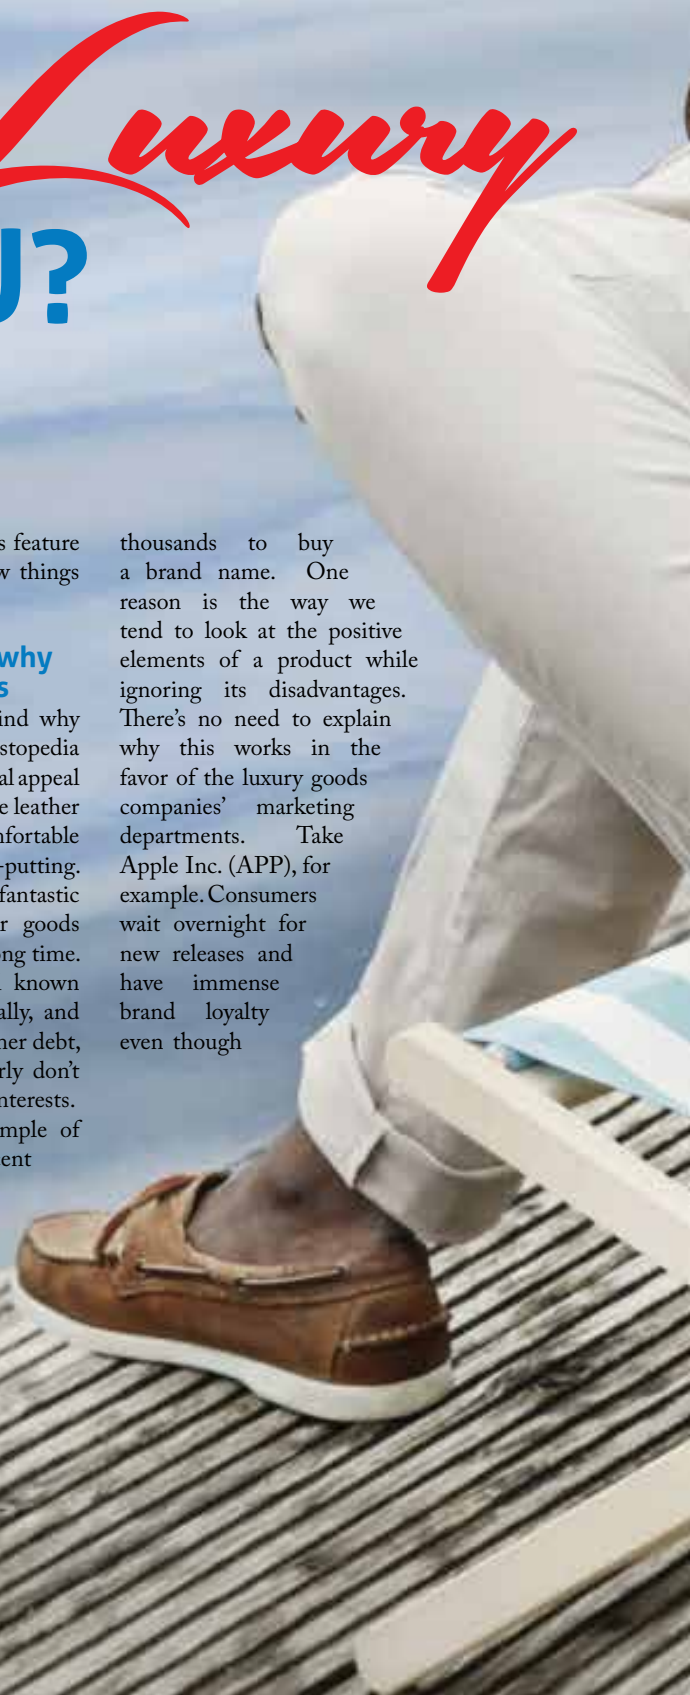 Luxury
U?
s feature
w things
why
s
ind why
stopedia
al appeal
e leather
nfortable
-putting.
fantastic
r goods
ong time.
known
ally, and
her debt,
rly don't
nterests.
mple of
ent
thousands to buy
a brand name. One
reason is the way we
tend to look at the positive
elements of a product while
ignoring its disadvantages.
There's no need to explain
why this works in the
favor of the luxury goods
companies' marketing
departments. Take
Apple Inc. (APP), for
example. Consumers
wait overnight for
new releases and
have immense
brand loyalty
even though